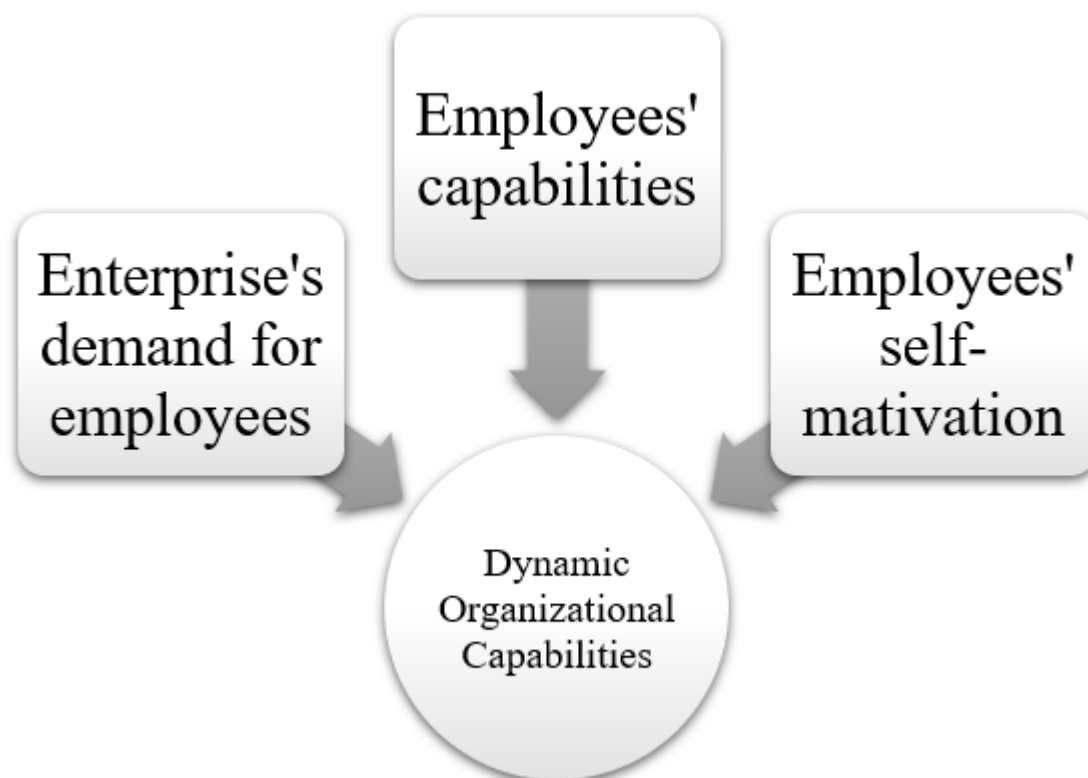 Employees'
capabilities
Enterprise's
demand for
employees
Employees'
self-
mativation
Dynamic
Organizational
Capabilities